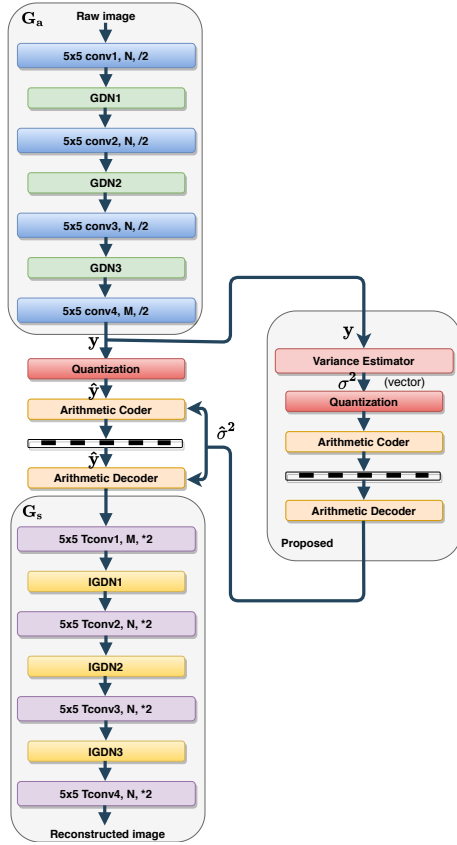 Gₐ
Raw image
5x5 conv1, N, /2
GDN1
5x5 conv2, N, /2
GDN2
5x5 conv3, N, /2
GDN3
5x5 conv4, M, /2
y
Quantization
ŷ
Arithmetic Coder
ŷ
Arithmetic Decoder
σ̂²
y
Variance Estimator
σ² (vector)
Quantization
Arithmetic Coder
Arithmetic Decoder
Proposed
Gₛ
5x5 Tconv1, M, *2
IGDN1
5x5 Tconv2, N, *2
IGDN2
5x5 Tconv3, N, *2
IGDN3
5x5 Tconv4, N, *2
Reconstructed image